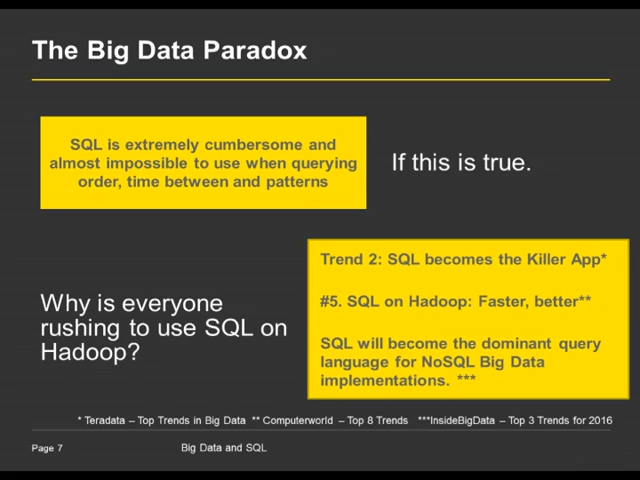 The Big Data Paradox
SQL is extremely cumbersome and
almost impossible to use when querying
order, time between and patterns
If this is true.
Why is everyone
rushing to use SQL on
Hadoop?
Trend 2: SQL becomes the Killer App*
#5. SQL on Hadoop: Faster, better**
SQL will become the dominant query
language for NoSQL Big Data
implementations. ***
* Teradata – Top Trends in Big Data ** Computerworld – Top 8 Trends ***InsideBigData – Top 3 Trends for 2016
Page 7 Big Data and SQL